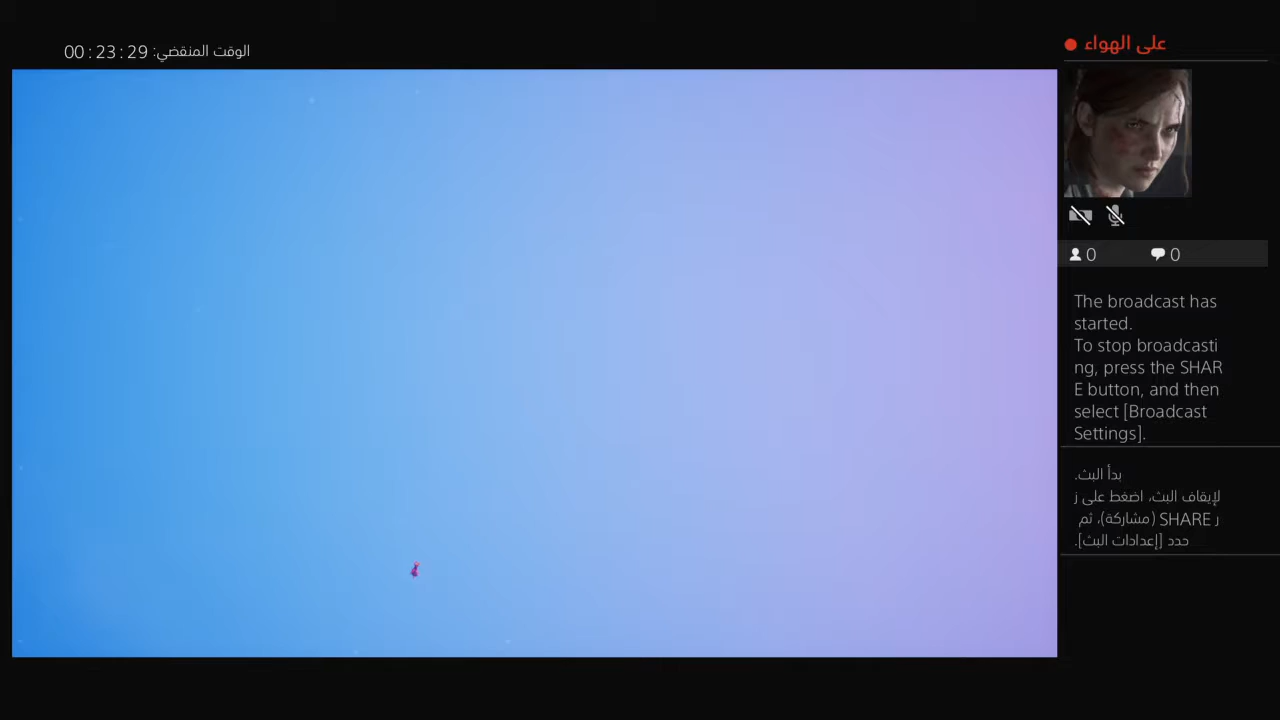 الوقت المنقضي: 00:23:29
على الهواء
0 0
The broadcast has
started.
To stop broadcasti
ng, press the SHAR
E button, and then
select [Broadcast
Settings].
بدأ البث.
لإيقاف البث، اضغط على ز
ر SHARE (مشاركة)، ثم
حدد [إعدادات البث].